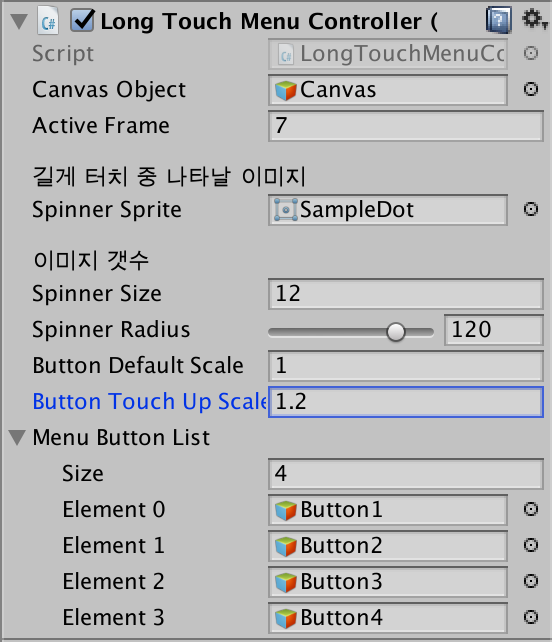 Long Touch Menu Controller (
Script LongTouchMenuCo
Canvas Object Canvas
Active Frame 7
길게 터치 중 나타날 이미지
Spinner Sprite SampleDot
이미지 갯수
Spinner Size 12
Spinner Radius 120
Button Default Scale 1
Button Touch Up Scale 1.2
Menu Button List
Size 4
Element 0 Button1
Element 1 Button2
Element 2 Button3
Element 3 Button4